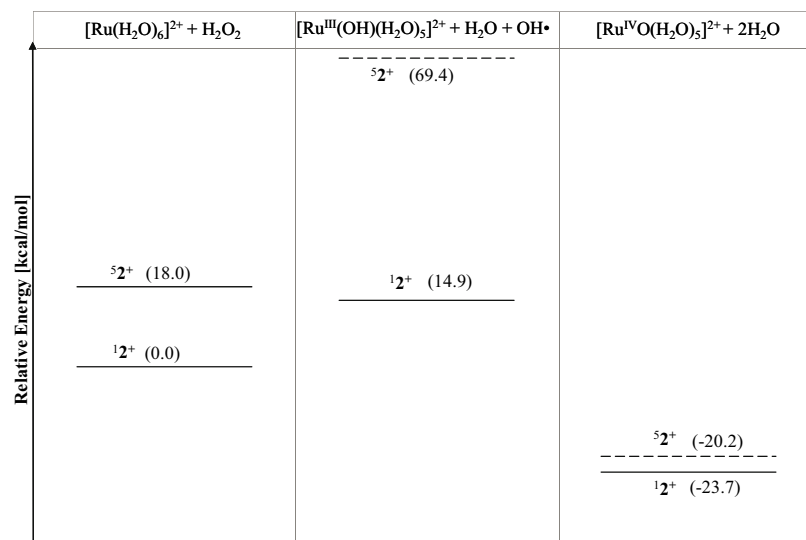 [Ru(H₂O)₆]²⁺ + H₂O₂
[Ruᴵᴵᴵ(OH)(H₂O)₅]²⁺ + H₂O + OH•
[RuᴵⱽO(H₂O)₅]²⁺ + 2H₂O
Relative Energy [kcal/mol]
⁵2⁺ (69.4)
⁵2⁺ (18.0)
¹2⁺ (14.9)
¹2⁺ (0.0)
⁵2⁺ (-20.2)
¹2⁺ (-23.7)